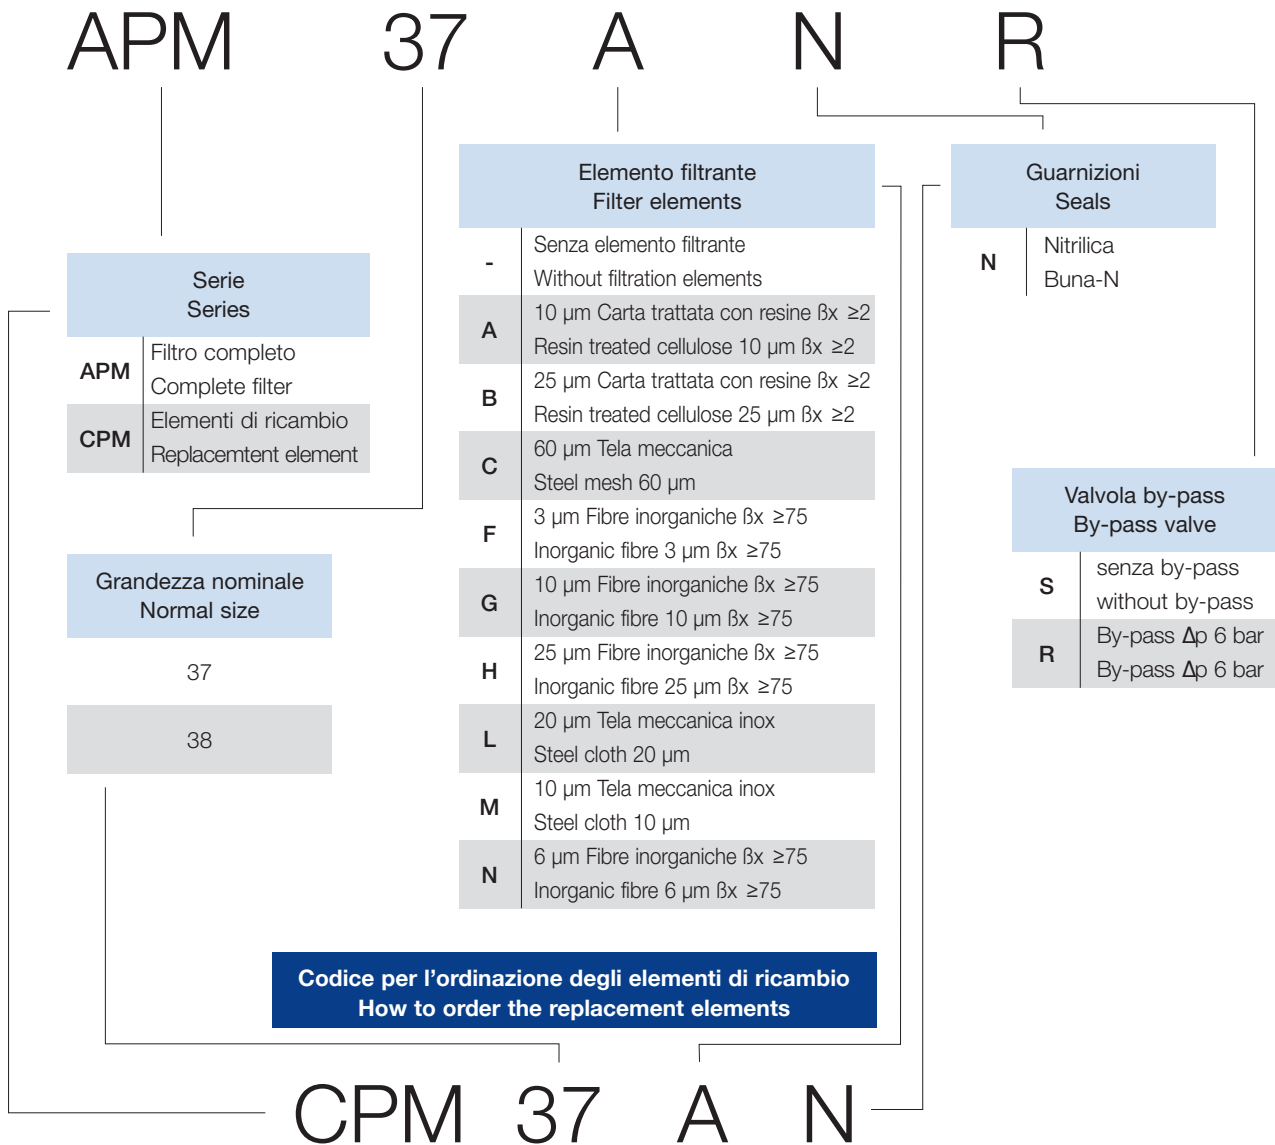 APM 37 A N R
Serie
Series
APM
Filtro completo
Complete filter
CPM
Elementi di ricambio
Replacemtent element
Grandezza nominale
Normal size
37
38
Elemento filtrante
Filter elements
-
Senza elemento filtrante
Without filtration elements
A
10 µm Carta trattata con resine ßx ≥2
Resin treated cellulose 10 µm ßx ≥2
B
25 µm Carta trattata con resine ßx ≥2
Resin treated cellulose 25 µm ßx ≥2
C
60 µm Tela meccanica
Steel mesh 60 µm
F
3 µm Fibre inorganiche ßx ≥75
Inorganic fibre 3 µm ßx ≥75
G
10 µm Fibre inorganiche ßx ≥75
Inorganic fibre 10 µm ßx ≥75
H
25 µm Fibre inorganiche ßx ≥75
Inorganic fibre 25 µm ßx ≥75
L
20 µm Tela meccanica inox
Steel cloth 20 µm
M
10 µm Tela meccanica inox
Steel cloth 10 µm
N
6 µm Fibre inorganiche ßx ≥75
Inorganic fibre 6 µm ßx ≥75
Guarnizioni
Seals
N
Nitrilica
Buna-N
Valvola by-pass
By-pass valve
S
senza by-pass
without by-pass
R
By-pass Δp 6 bar
By-pass Δp 6 bar
Codice per l’ordinazione degli elementi di ricambio
How to order the replacement elements
CPM 37 A N